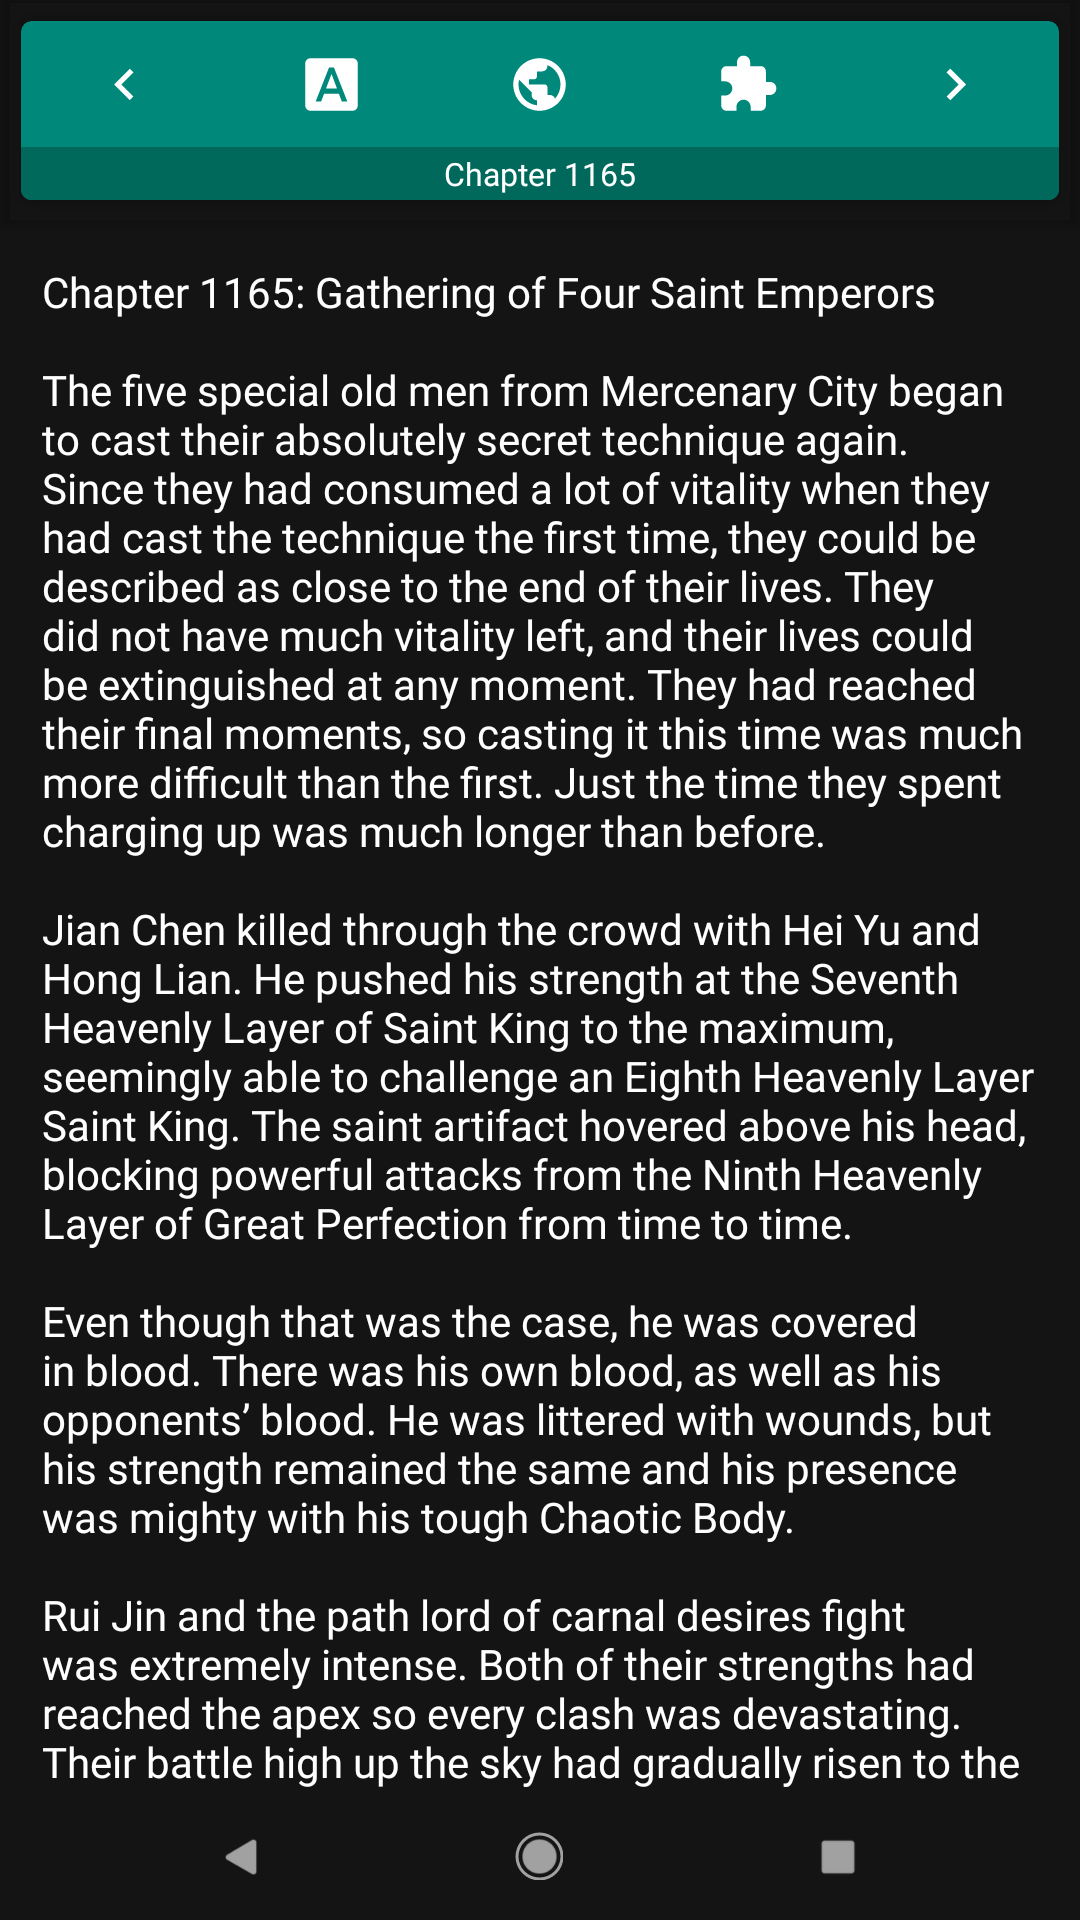 A
Chapter 1165
Chapter 1165: Gathering of Four Saint Emperors
The five special old men from Mercenary City began
to cast their absolutely secret technique again.
Since they had consumed a lot of vitality when they
had cast the technique the first time, they could be
described as close to the end of their lives. They
did not have much vitality left, and their lives could
be extinguished at any moment. They had reached
their final moments, so casting it this time was much
more difficult than the first. Just the time they spent
charging up was much longer than before.
Jian Chen killed through the crowd with Hei Yu and
Hong Lian. He pushed his strength at the Seventh
Heavenly Layer of Saint King to the maximum,
seemingly able to challenge an Eighth Heavenly Layer
Saint King. The saint artifact hovered above his head,
blocking powerful attacks from the Ninth Heavenly
Layer of Great Perfection from time to time.
Even though that was the case, he was covered
in blood. There was his own blood, as well as his
opponents’ blood. He was littered with wounds, but
his strength remained the same and his presence
was mighty with his tough Chaotic Body.
Rui Jin and the path lord of carnal desires fight
was extremely intense. Both of their strengths had
reached the apex so every clash was devastating.
Their battle high up the sky had gradually risen to the